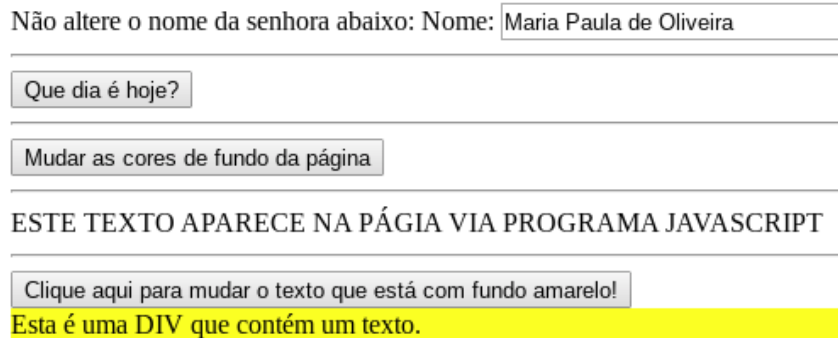 Não altere o nome da senhora abaixo: Nome: Maria Paula de Oliveira
Que dia é hoje?
Mudar as cores de fundo da página
ESTE TEXTO APARECE NA PÁGIA VIA PROGRAMA JAVASCRIPT
Clique aqui para mudar o texto que está com fundo amarelo!
Esta é uma DIV que contém um texto.